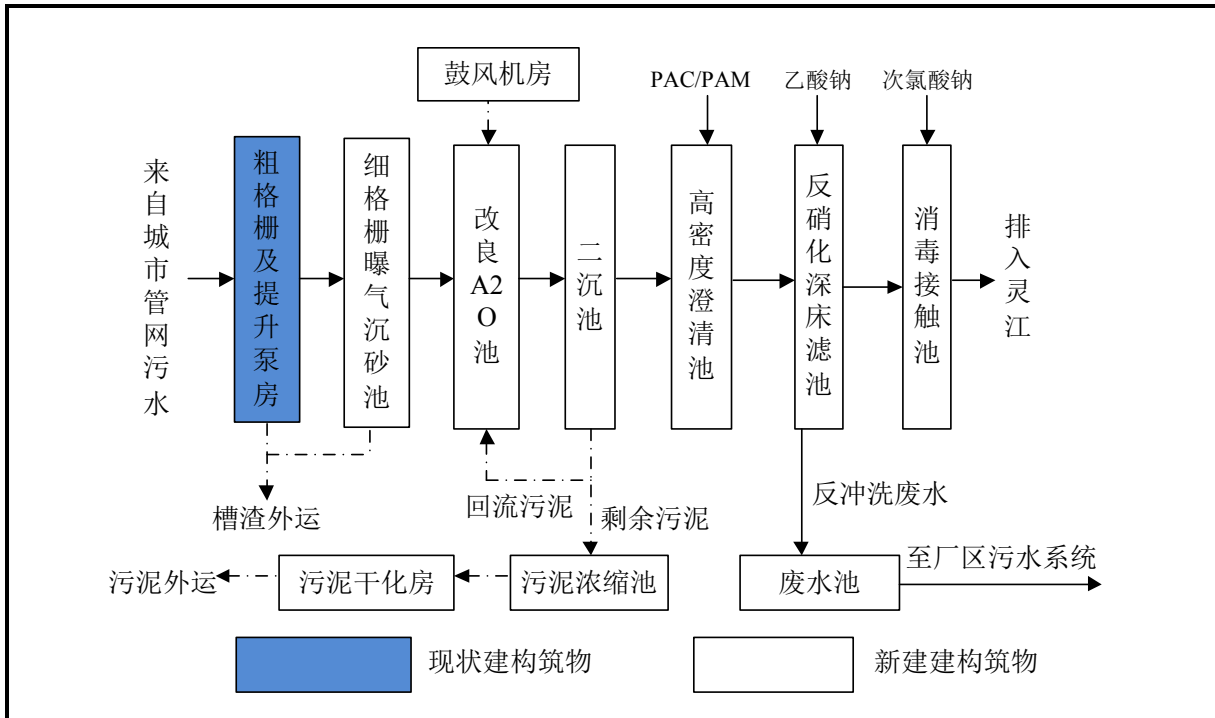 鼓风机房
PAC/PAM
乙酸钠
次氯酸钠
来自城市管网污水
粗格栅及提升泵房
细格栅曝气沉砂池
改良A2O池
二沉池
高密度澄清池
反硝化深床滤池
消毒接触池
排入灵江
槽渣外运
回流污泥
剩余污泥
反冲洗废水
污泥外运
污泥干化房
污泥浓缩池
废水池
至厂区污水系统
现状建构筑物
新建建构筑物